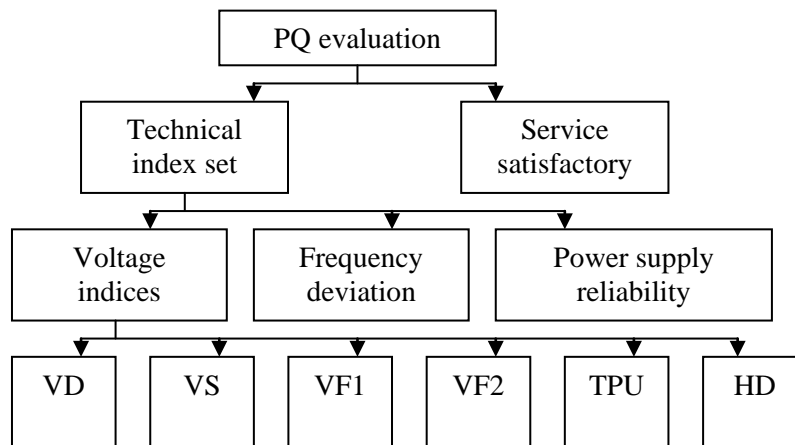 PQ evaluation
Technical
index set
Service
satisfactory
Voltage
indices
Frequency
deviation
Power supply
reliability
VD
VS
VF1
VF2
TPU
HD